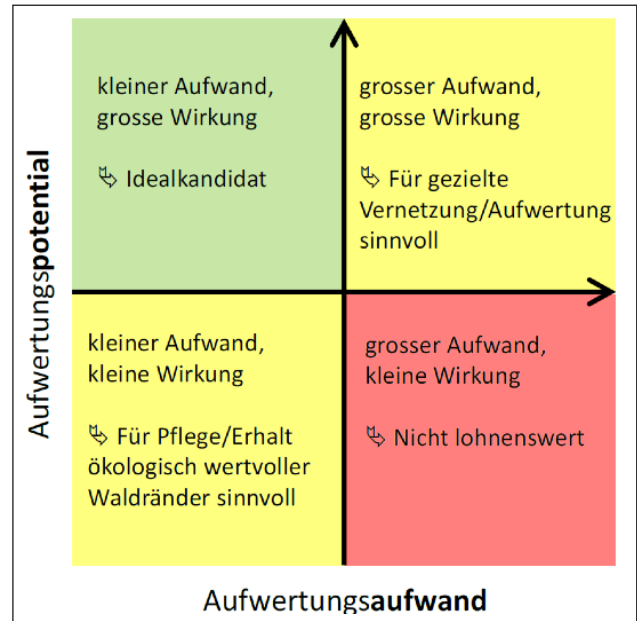 kleiner Aufwand,
grosse Wirkung
⮱ Idealkandidat
grosser Aufwand,
grosse Wirkung
⮱ Für gezielte
Vernetzung/Aufwertung
sinnvoll
Aufwertungspotential
kleiner Aufwand,
kleine Wirkung
⮱ Für Pflege/Erhalt
ökologisch wertvoller
Waldränder sinnvoll
grosser Aufwand,
kleine Wirkung
⮱ Nicht lohnenswert
Aufwertungsaufwand